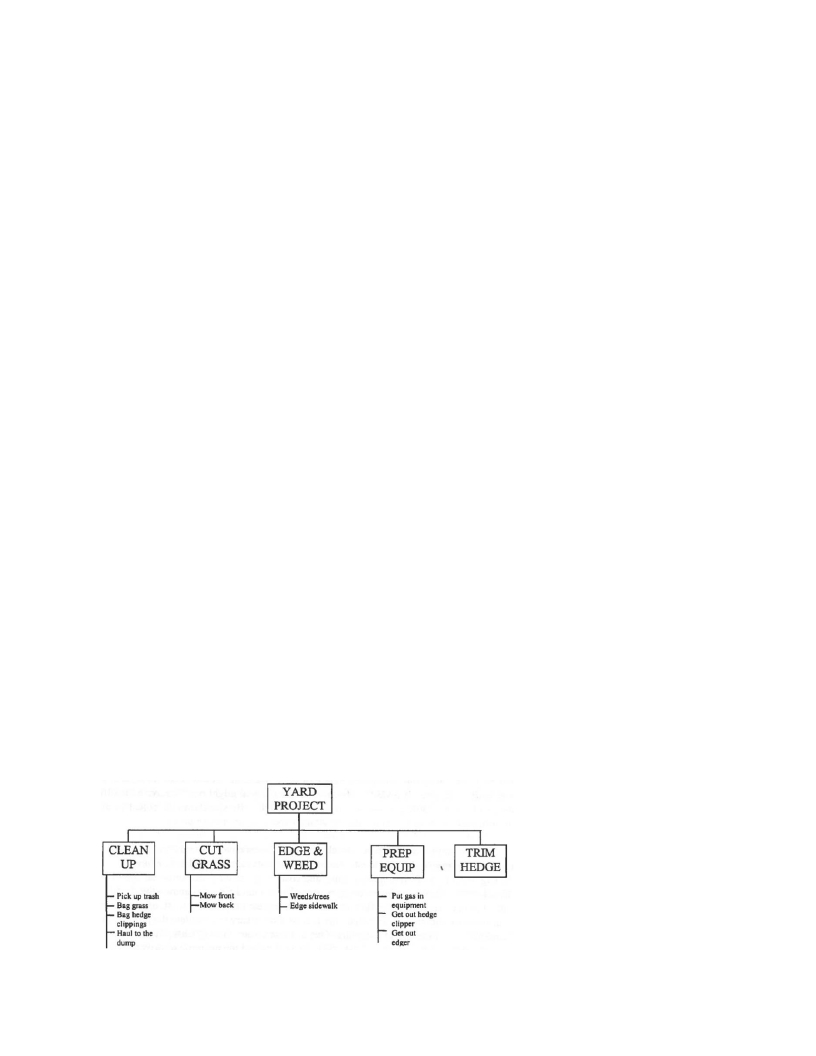 YARD
PROJECT
CLEAN
UP
CUT
GRASS
EDGE &
WEED
PREP
EQUIP
TRIM
HEDGE
Pick up trash
Bag grass
Bag hedge
clippings
Haul to the
dump
Mow front
Mow back
Weeds/trees
Edge sidewalk
Put gas in
equipment
Get out hedge
clipper
Get out
edger